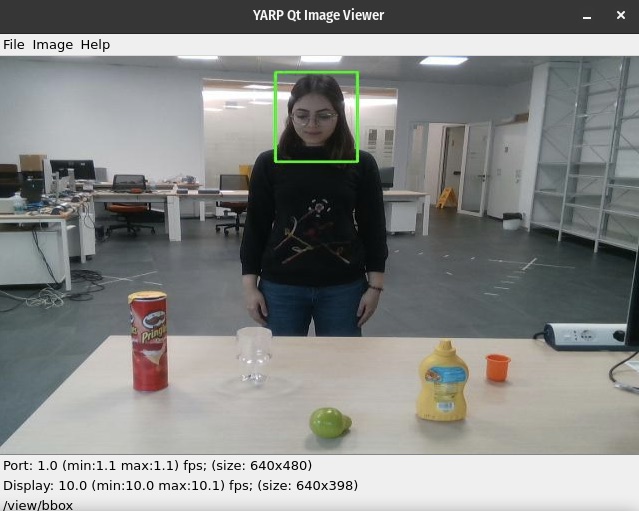 YARP Qt Image Viewer
File Image Help
Pringles
Port: 1.0 (min:1.1 max:1.1) fps; (size: 640x480)
Display: 10.0 (min:10.0 max:10.1) fps; (size: 640x398)
/view/bbox